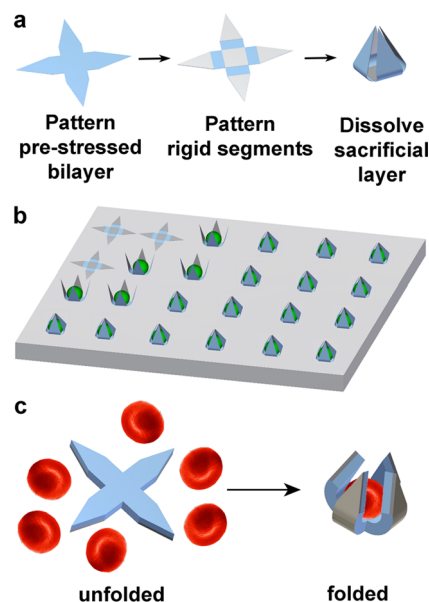 a
Pattern
pre-stressed
bilayer
Pattern
rigid segments
Dissolve
sacrificial
layer
b
c
unfolded
folded